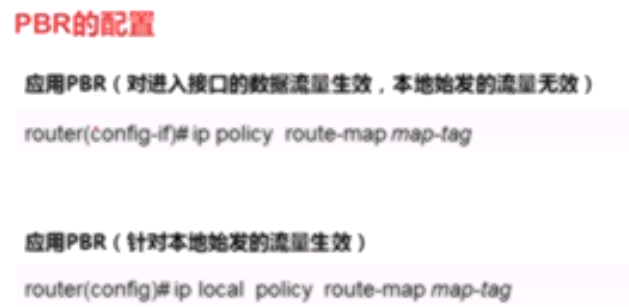 PBR的配置
应用PBR（对进入接口的数据流量生效，本地始发的流量无效）
router(config-if)# ip policy route-map map-tag
应用PBR（针对本地始发的流量生效）
router(config)# ip local policy route-map map-tag